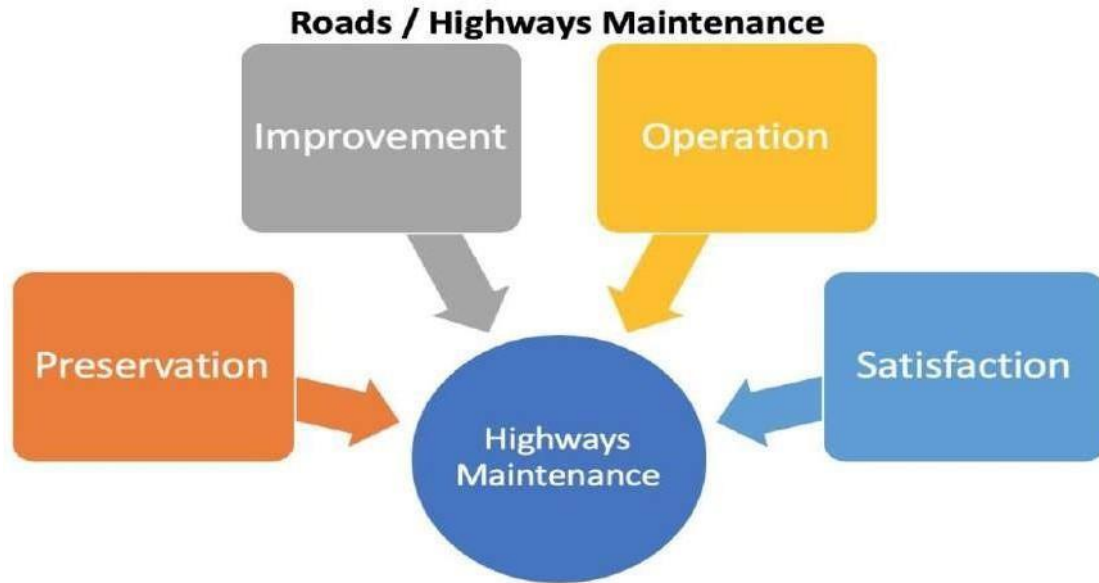 Roads / Highways Maintenance
Improvement
Operation
Preservation
Satisfaction
Highways
Maintenance